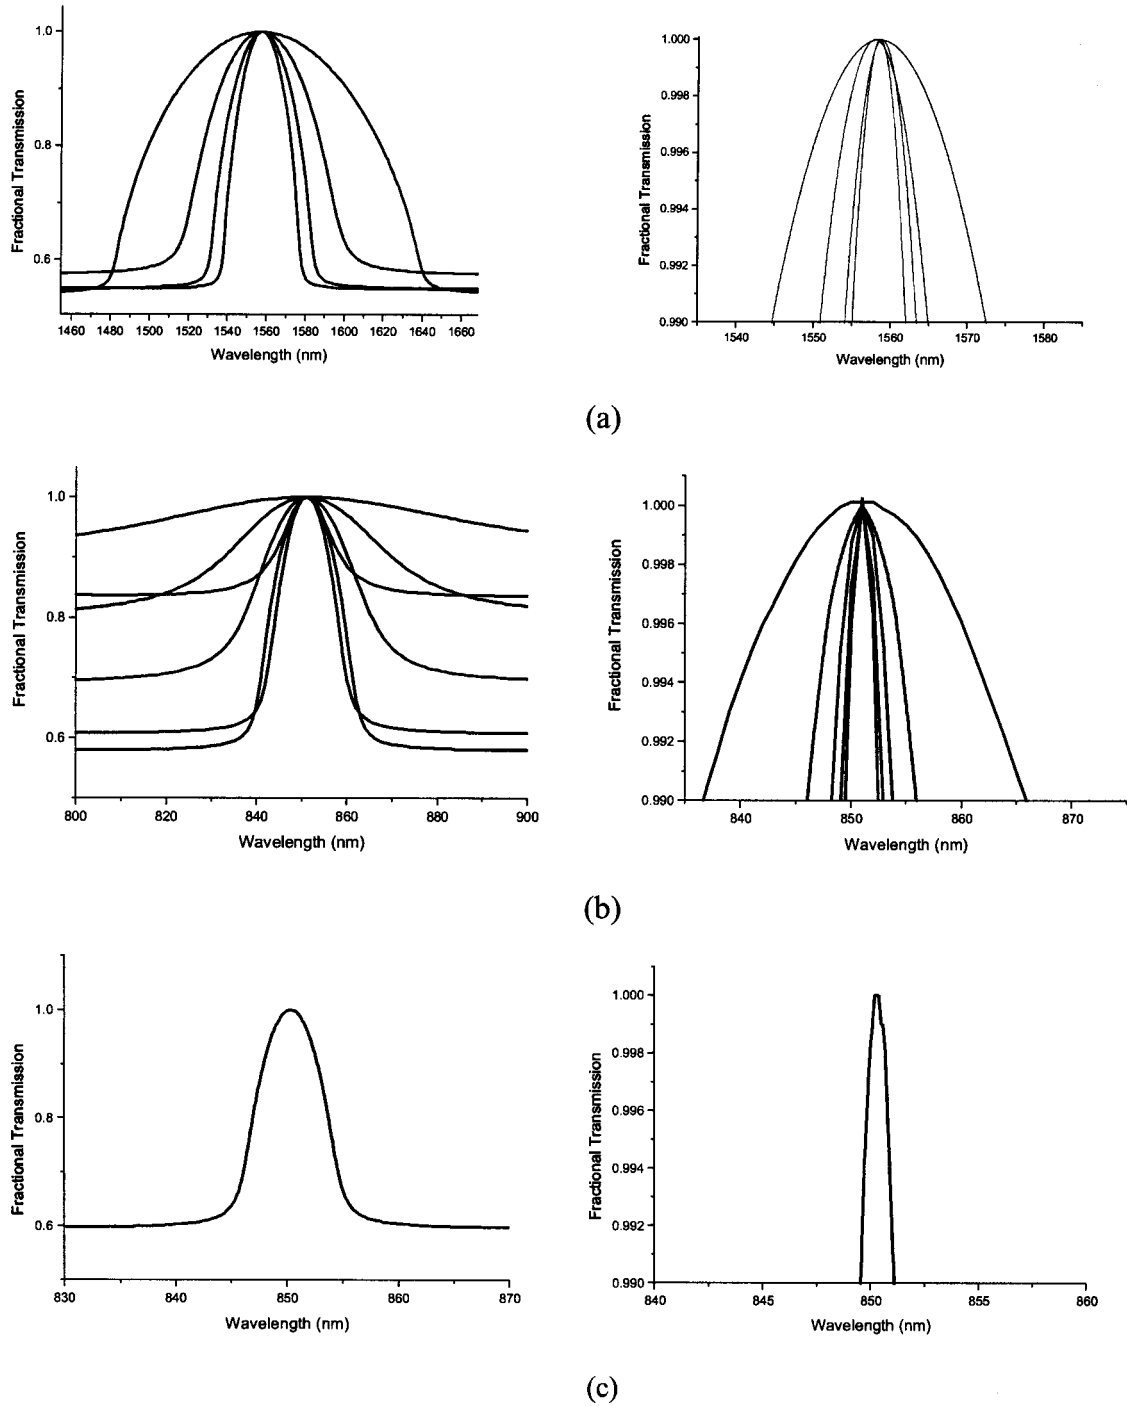 Fractional Transmission
1.0
0.8
0.6
1460 1480 1500 1520 1540 1560 1580 1600 1620 1640 1660
Wavelength (nm)
Fractional Transmission
1.000
0.998
0.996
0.994
0.992
0.990
1540 1550 1560 1570 1580
Wavelength (nm)
(a)
Fractional Transmission
1.0
0.8
0.6
800 820 840 860 880 900
Wavelength (nm)
Fractional Transmission
1.000
0.998
0.996
0.994
0.992
0.990
840 850 860 870
Wavelength (nm)
(b)
Fractional Transmission
1.0
0.8
0.6
830 840 850 860 870
Wavelength (nm)
Fractional Transmission
1.000
0.998
0.996
0.994
0.992
0.990
840 845 850 855 860
Wavelength (nm)
(c)